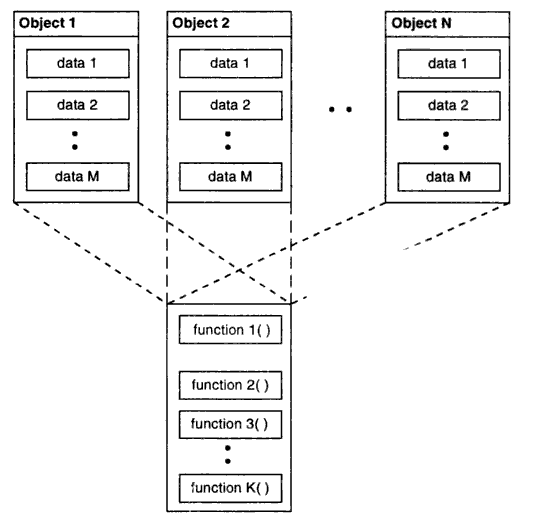 Object 1
data 1
data 2
data M
Object 2
data 1
data 2
data M
Object N
data 1
data 2
data M
function 1( )
function 2( )
function 3( )
function K( )